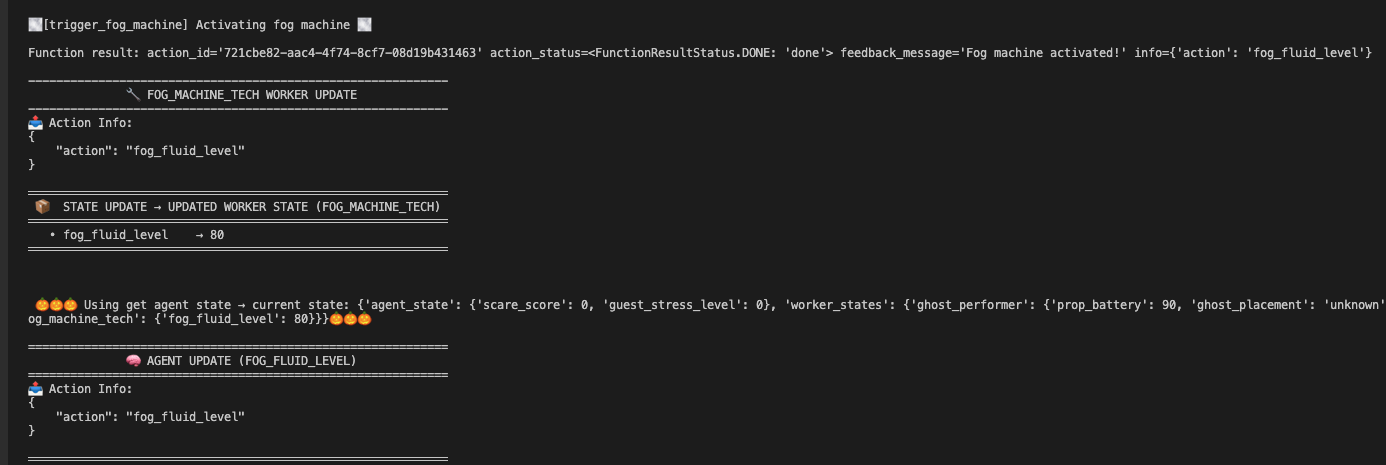 🌫️[trigger_fog_machine] Activating fog machine 🌫️
Function result: action_id='721cbe82-aac4-4f74-8cf7-08d19b431463' action_status=<FunctionResultStatus.DONE: 'done'> feedback_message='Fog machine activated!' info={'action': 'fog_fluid_level'}
------------------------------------------------------------
🔧 FOG_MACHINE_TECH WORKER UPDATE
------------------------------------------------------------
📤 Action Info:
{
    "action": "fog_fluid_level"
}
════════════════════════════════════════════════════════════
📦 STATE UPDATE → UPDATED WORKER STATE (FOG_MACHINE_TECH)
════════════════════════════════════════════════════════════
• fog_fluid_level → 80
════════════════════════════════════════════════════════════
🎃🎃🎃 Using get agent state → current state: {'agent_state': {'scare_score': 0, 'guest_stress_level': 0}, 'worker_states': {'ghost_performer': {'prop_battery': 90, 'ghost_placement': 'unknown'
og_machine_tech': {'fog_fluid_level': 80}}}🎃🎃🎃
============================================================
🧠 AGENT UPDATE (FOG_FLUID_LEVEL)
============================================================
📤 Action Info:
{
    "action": "fog_fluid_level"
}
════════════════════════════════════════════════════════════